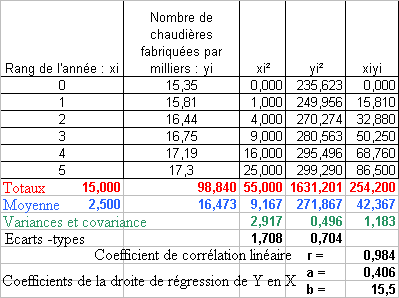 Nombre de
chaudières
fabriquées par
Rang de l'année : xi milliers : yi xi² yi² xiyi
0 15,35 0,000 235,623 0,000
1 15,81 1,000 249,956 15,810
2 16,44 4,000 270,274 32,880
3 16,75 9,000 280,563 50,250
4 17,19 16,000 295,496 68,760
5 17,3 25,000 299,290 86,500
Totaux 15,000 98,840 55,000 1631,201 254,200
Moyenne 2,500 16,473 9,167 271,867 42,367
Variances et covariance 2,917 0,496 1,183
Ecarts -types 1,708 0,704
Coefficient de corrélation linéaire r = 0,984
Coefficients de la droite de régression de Y en X a = 0,406
b = 15,5